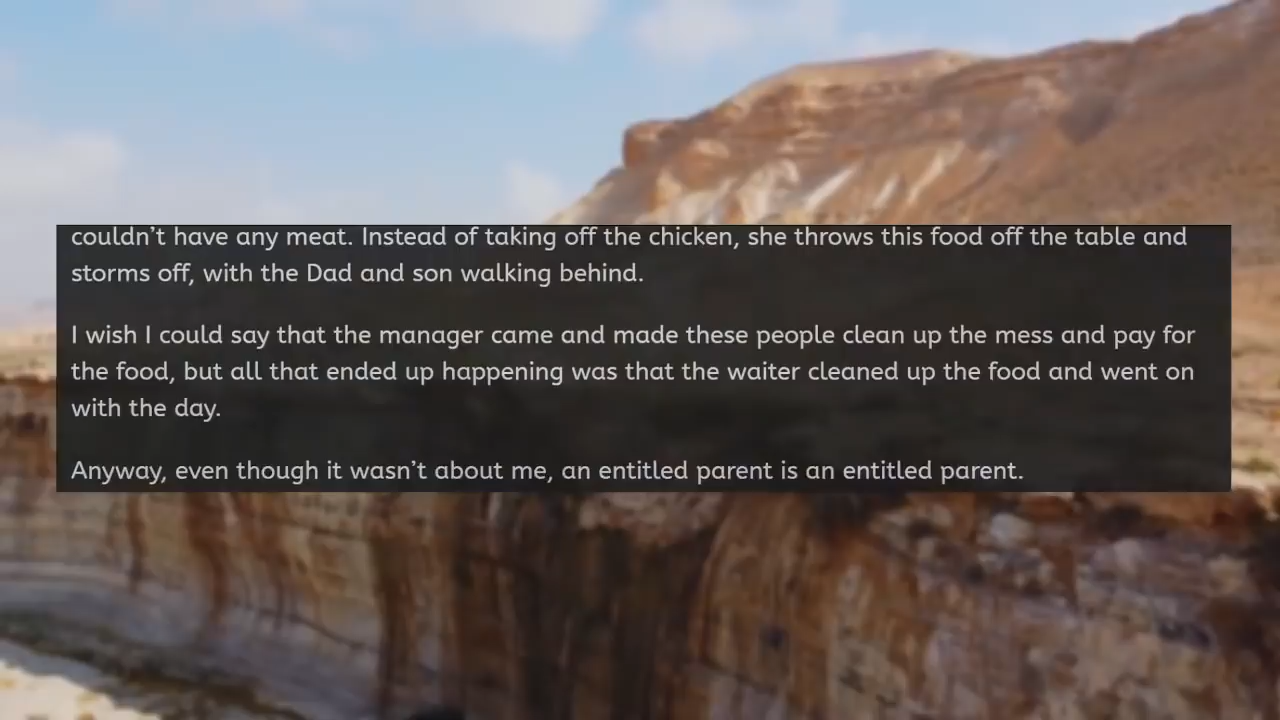 couldn’t have any meat. Instead of taking off the chicken, she throws this food off the table and
storms off, with the Dad and son walking behind.
I wish I could say that the manager came and made these people clean up the mess and pay for
the food, but all that ended up happening was that the waiter cleaned up the food and went on
with the day.
Anyway, even though it wasn’t about me, an entitled parent is an entitled parent.